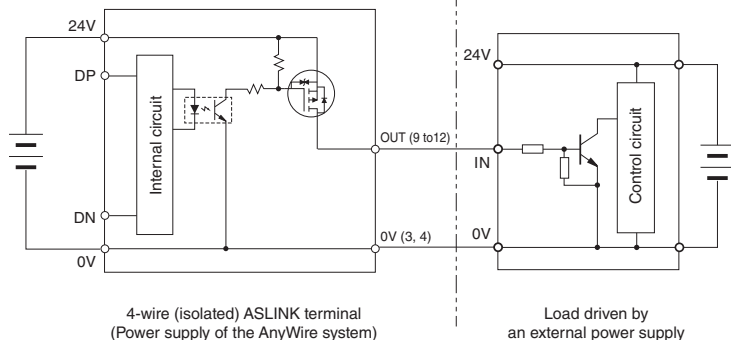 24V
DP
Internal circuit
DN
0V
OUT (9 to12)
0V (3, 4)
24V
IN
Control circuit
0V
4-wire (isolated) ASLINK terminal
(Power supply of the AnyWire system)
Load driven by
an external power supply